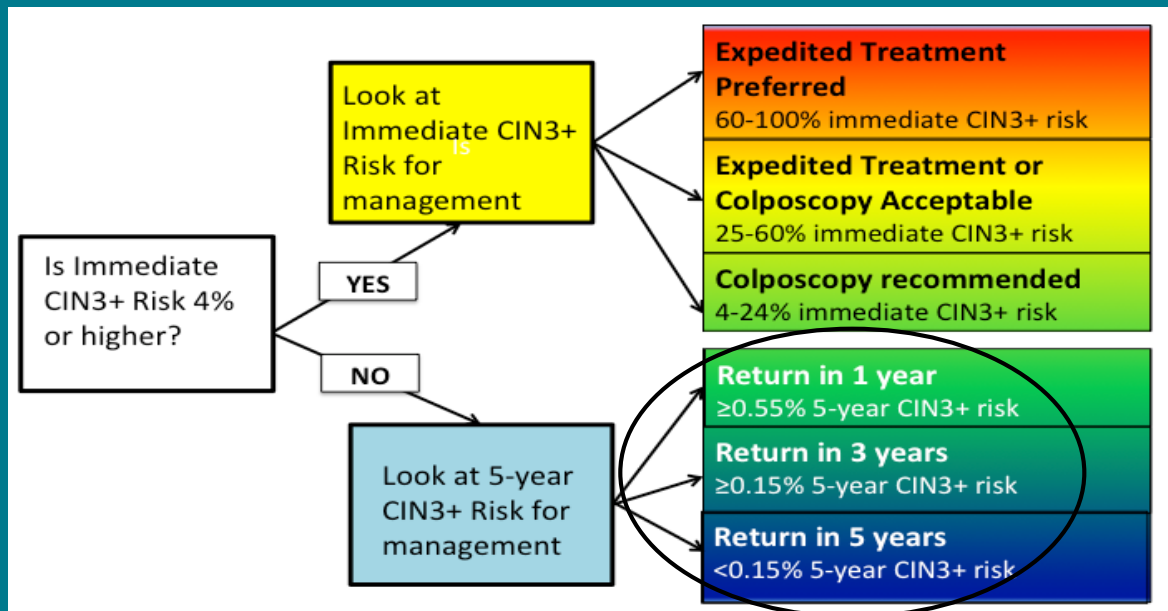 Is Immediate
CIN3+ Risk 4%
or higher?
YES
NO
Look at
Immediate CIN3+
is
Risk for
management
Look at 5-year
CIN3+ Risk for
management
Expedited Treatment
Preferred
60-100% immediate CIN3+ risk
Expedited Treatment or
Colposcopy Acceptable
25-60% immediate CIN3+ risk
Colposcopy recommended
4-24% immediate CIN3+ risk
Return in 1 year
≥0.55% 5-year CIN3+ risk
Return in 3 years
≥0.15% 5-year CIN3+ risk
Return in 5 years
<0.15% 5-year CIN3+ risk